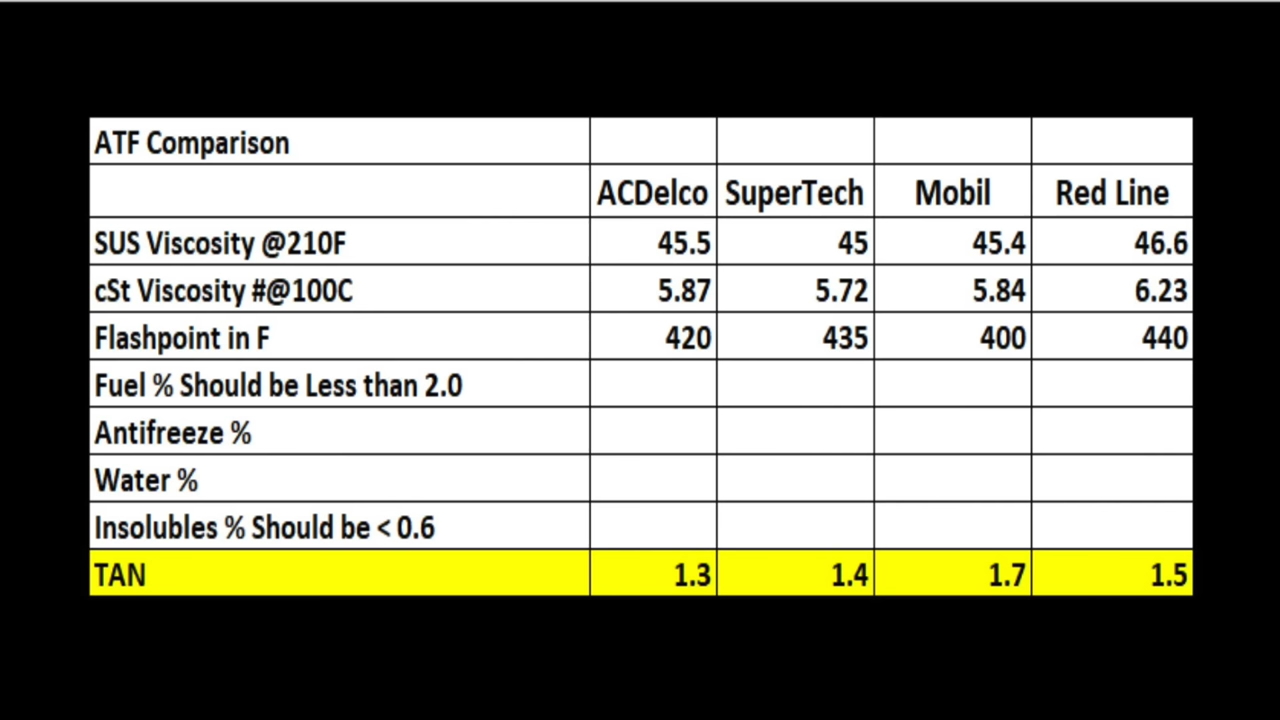 ATF Comparison
ACDelco SuperTech Mobil Red Line
SUS Viscosity @210F 45.5 45 45.4 46.6
cSt Viscosity #@100C 5.87 5.72 5.84 6.23
Flashpoint in F 420 435 400 440
Fuel % Should be Less than 2.0
Antifreeze %
Water %
Insolubles % Should be < 0.6
TAN 1.3 1.4 1.7 1.5